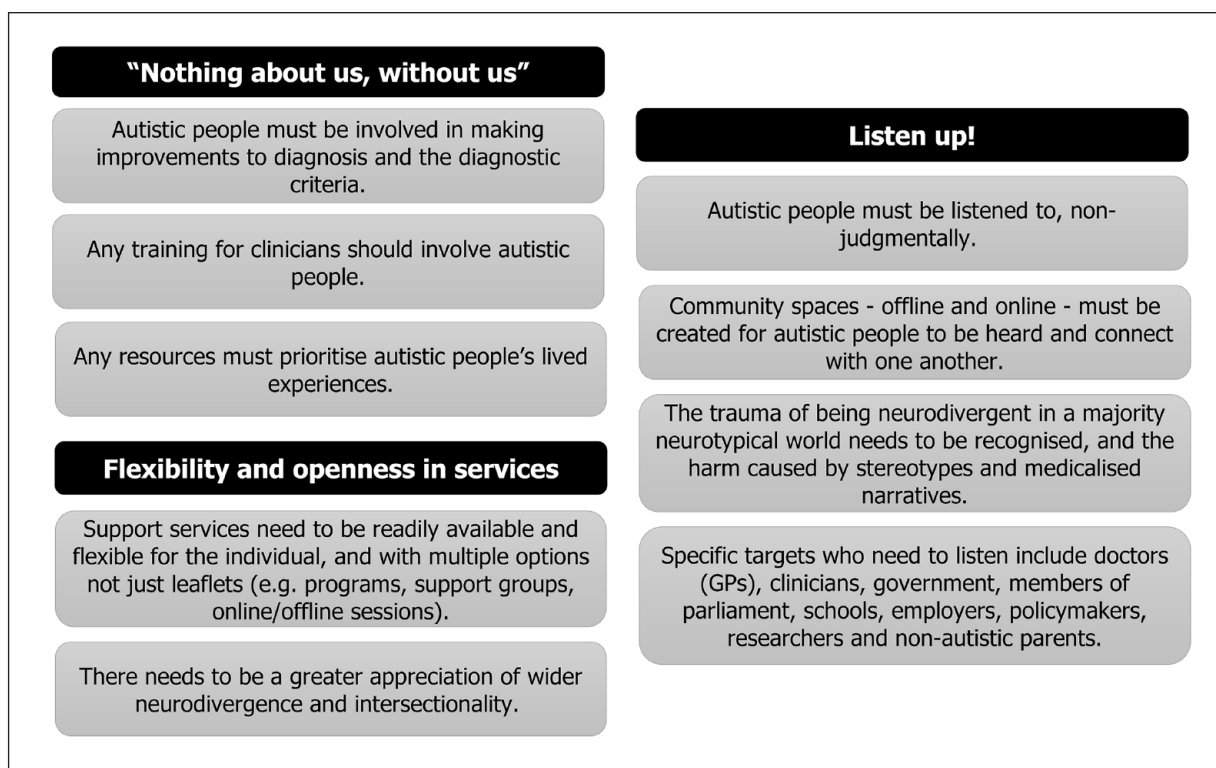 “Nothing about us, without us”
Autistic people must be involved in making
improvements to diagnosis and the diagnostic
criteria.
Any training for clinicians should involve autistic
people.
Any resources must prioritise autistic people’s lived
experiences.
Flexibility and openness in services
Support services need to be readily available and
flexible for the individual, and with multiple options
not just leaflets (e.g. programs, support groups,
online/offline sessions).
There needs to be a greater appreciation of wider
neurodivergence and intersectionality.
Listen up!
Autistic people must be listened to, non-
judgmentally.
Community spaces - offline and online - must be
created for autistic people to be heard and connect
with one another.
The trauma of being neurodivergent in a majority
neurotypical world needs to be recognised, and the
harm caused by stereotypes and medicalised
narratives.
Specific targets who need to listen include doctors
(GPs), clinicians, government, members of
parliament, schools, employers, policymakers,
researchers and non-autistic parents.